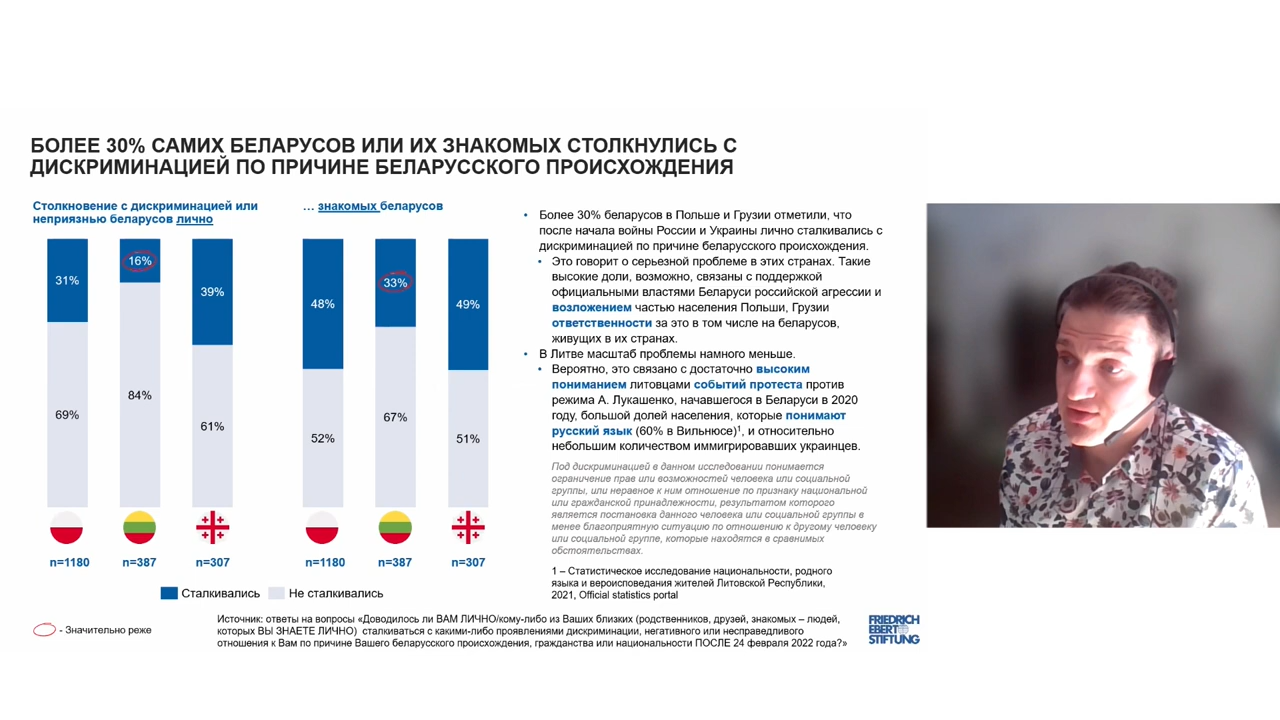 БОЛЕЕ 30% САМИХ БЕЛАРУСОВ ИЛИ ИХ ЗНАКОМЫХ СТОЛКНУЛИСЬ С
ДИСКРИМИНАЦИЕЙ ПО ПРИЧИНЕ БЕЛАРУССКОГО ПРОИСХОЖДЕНИЯ
Столкновение с дискриминацией или
неприязнью беларусов лично
31%
16%
39%
69%
84%
61%
n=1180
n=387
n=307
… знакомых беларусов
48%
33%
49%
52%
67%
51%
n=1180
n=387
n=307
Сталкивались
Не сталкивались
• Более 30% беларусов в Польше и Грузии отметили, что
после начала войны России и Украины лично сталкивались с
дискриминацией по причине беларусского происхождения.
• Это говорит о серьезной проблеме в этих странах. Такие
высокие доли, возможно, связаны с поддержкой
официальными властями Беларуси российской агрессии и
возложением частью населения Польши, Грузии
ответственности за это в том числе на беларусов,
живущих в их странах.
• В Литве масштаб проблемы намного меньше.
• Вероятно, это связано с достаточно высоким
пониманием литовцами событий протеста против
режима А. Лукашенко, начавшегося в Беларуси в 2020
году, большой долей населения, которые понимают
русский язык (60% в Вильнюсе)¹, и относительно
небольшим количеством иммигрировавших украинцев.
Под дискриминацией в данном исследовании понимается
ограничение прав или возможностей человека или социальной
группы, или неравное к ним отношение по признаку национальной
или гражданской принадлежности, результатом которого
является постановка данного человека или социальной группы в
менее благоприятную ситуацию по отношению к другому человеку
или социальной группе, которые находятся в сравнимых
обстоятельствах.
1 – Статистическое исследование национальности, родного
языка и вероисповедания жителей Литовской Республики,
2021, Official statistics portal
- Значительно реже
Источник: ответы на вопросы «Доводилось ли ВАМ ЛИЧНО/кому-либо из Ваших близких (родственников, друзей, знакомых – людей,
которых ВЫ ЗНАЕТЕ ЛИЧНО) сталкиваться с какими-либо проявлениями дискриминации, негативного или несправедливого
отношения к Вам по причине Вашего беларусского происхождения, гражданства или национальности ПОСЛЕ 24 февраля 2022 года?»
FRIEDRICH
EBERT
STIFTUNG